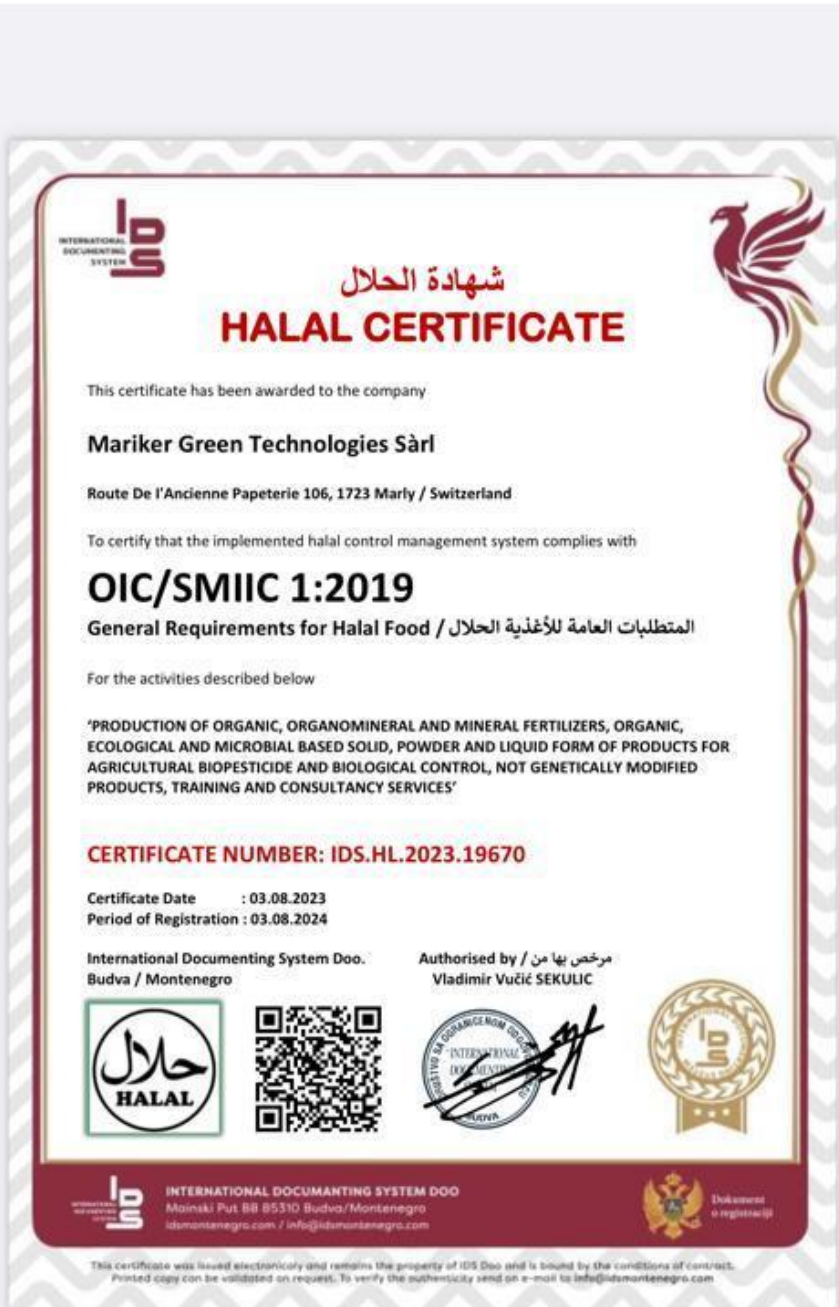 INTERNATIONAL
DOCUMENTING
SYSTEM
IDS
شهادة الحلال
HALAL CERTIFICATE
This certificate has been awarded to the company
Mariker Green Technologies Sàrl
Route De l'Ancienne Papeterie 106, 1723 Marly / Switzerland
To certify that the implemented halal control management system complies with
OIC/SMIIC 1:2019
General Requirements for Halal Food / المتطلبات العامة للأغذية الحلال
For the activities described below
'PRODUCTION OF ORGANIC, ORGANOMINERAL AND MINERAL FERTILIZERS, ORGANIC,
ECOLOGICAL AND MICROBIAL BASED SOLID, POWDER AND LIQUID FORM OF PRODUCTS FOR
AGRICULTURAL BIOPESTICIDE AND BIOLOGICAL CONTROL, NOT GENETICALLY MODIFIED
PRODUCTS, TRAINING AND CONSULTANCY SERVICES'
CERTIFICATE NUMBER: IDS.HL.2023.19670
Certificate Date : 03.08.2023
Period of Registration : 03.08.2024
International Documenting System Doo.
Budva / Montenegro
Authorised by / مرخص بها من
Vladimir Vučić SEKULIC
حلال
HALAL
"INTERNATIONAL
BUDVA
IDS
IDS
INTERNATIONAL DOCUMANTING SYSTEM DOO
Mainski Put BB 85310 Budva/Montenegro
idsmontenegro.com / info@idsmontenegro.com
Dokument
o registraciji
This certificate was issued electronicoly and remains the property of IDS Doo and is bound by the conditions of contract.
Printed copy can be validated on request. To verify the authenticity send on e-mail to info@idsmontenegro.com